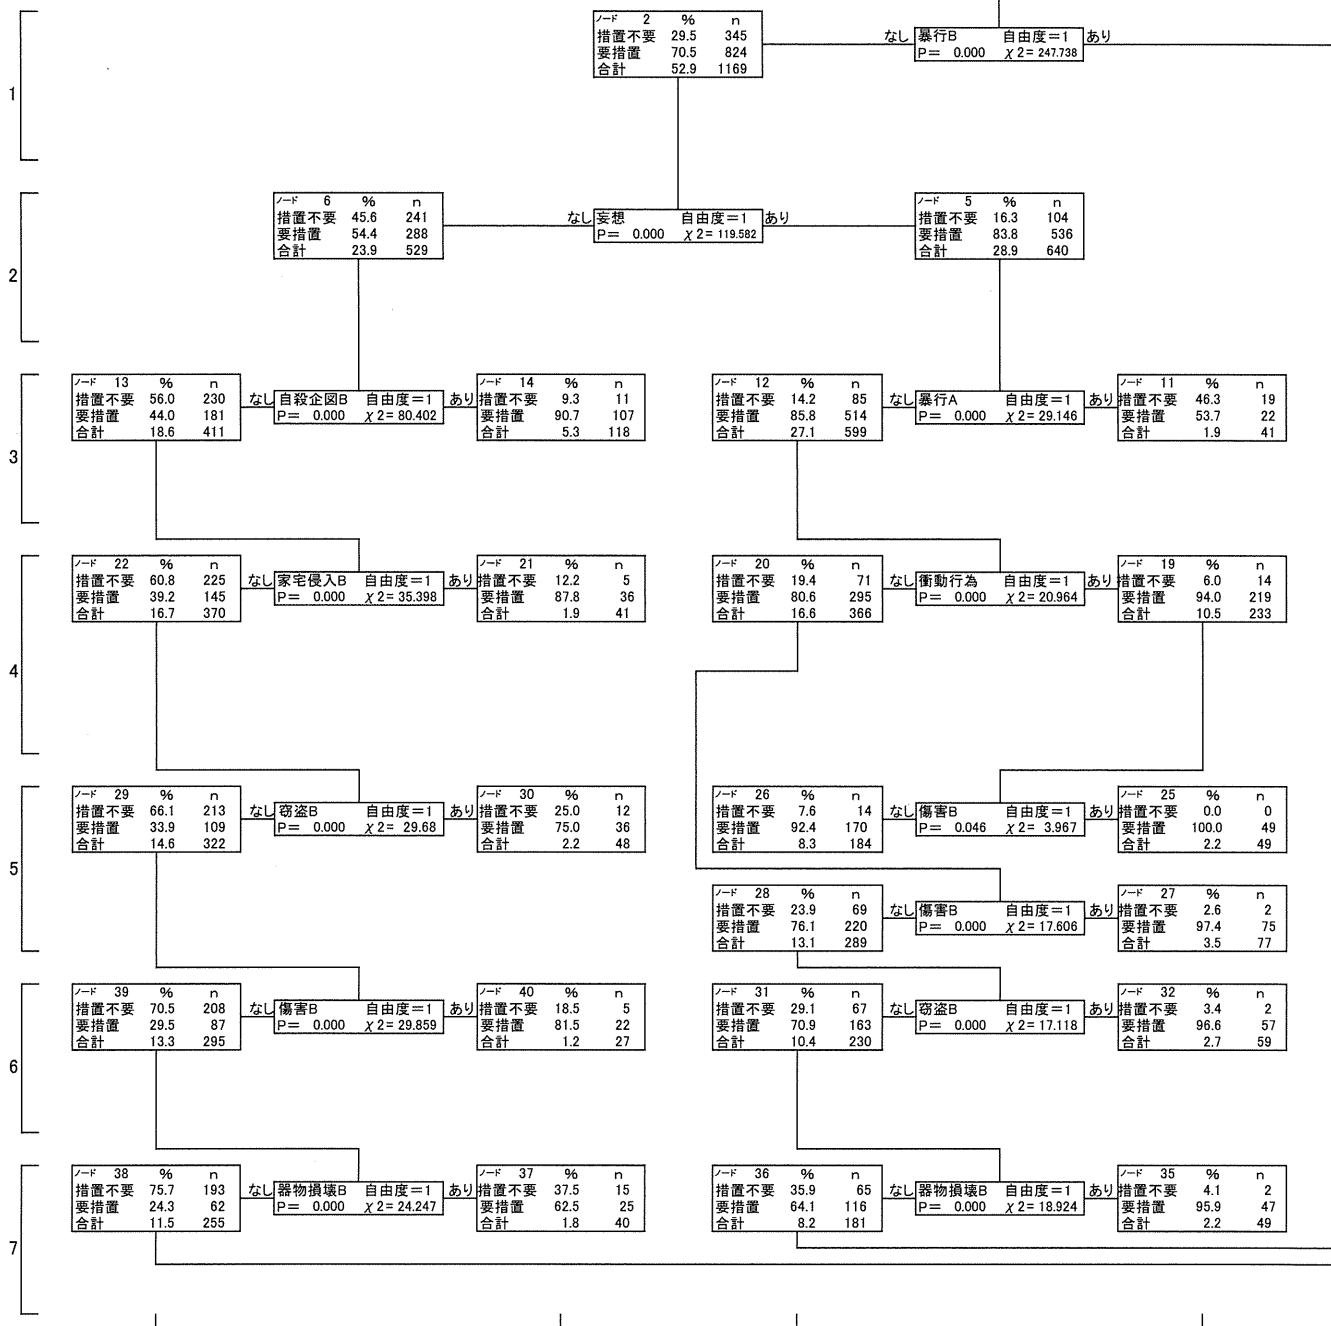 1
ノード 2 % n
措置不要 29.5 345
要措置 70.5 824
合計 52.9 1169
なし
暴行B 自由度＝1
P＝ 0.000 χ2＝247.738
あり
2
ノード 6 % n
措置不要 45.6 241
要措置 54.4 288
合計 23.9 529
なし
妄想 自由度＝1
P＝ 0.000 χ2＝119.582
あり
ノード 5 % n
措置不要 16.3 104
要措置 83.8 536
合計 28.9 640
3
ノード 13 % n
措置不要 56.0 230
要措置 44.0 181
合計 18.6 411
なし
自殺企図B 自由度＝1
P＝ 0.000 χ2＝80.402
あり
ノード 14 % n
措置不要 9.3 11
要措置 90.7 107
合計 5.3 118
ノード 12 % n
措置不要 14.2 85
要措置 85.8 514
合計 27.1 599
なし
暴行A 自由度＝1
P＝ 0.000 χ2＝29.146
あり
ノード 11 % n
措置不要 46.3 19
要措置 53.7 22
合計 1.9 41
4
ノード 22 % n
措置不要 60.8 225
要措置 39.2 145
合計 16.7 370
なし
家宅侵入B 自由度＝1
P＝ 0.000 χ2＝35.398
あり
ノード 21 % n
措置不要 12.2 5
要措置 87.8 36
合計 1.9 41
ノード 20 % n
措置不要 19.4 71
要措置 80.6 295
合計 16.6 366
なし
衝動行為 自由度＝1
P＝ 0.000 χ2＝20.964
あり
ノード 19 % n
措置不要 6.0 14
要措置 94.0 219
合計 10.5 233
5
ノード 29 % n
措置不要 66.1 213
要措置 33.9 109
合計 14.6 322
なし
窃盗B 自由度＝1
P＝ 0.000 χ2＝ 29.68
あり
ノード 30 % n
措置不要 25.0 12
要措置 75.0 36
合計 2.2 48
ノード 26 % n
措置不要 7.6 14
要措置 92.4 170
合計 8.3 184
なし
傷害B 自由度＝1
P＝ 0.046 χ2＝ 3.967
あり
ノード 25 % n
措置不要 0.0 0
要措置 100.0 49
合計 2.2 49
ノード 28 % n
措置不要 23.9 69
要措置 76.1 220
合計 13.1 289
なし
傷害B 自由度＝1
P＝ 0.000 χ2＝17.606
あり
ノード 27 % n
措置不要 2.6 2
要措置 97.4 75
合計 3.5 77
6
ノード 39 % n
措置不要 70.5 208
要措置 29.5 87
合計 13.3 295
なし
傷害B 自由度＝1
P＝ 0.000 χ2＝29.859
あり
ノード 40 % n
措置不要 18.5 5
要措置 81.5 22
合計 1.2 27
ノード 31 % n
措置不要 29.1 67
要措置 70.9 163
合計 10.4 230
なし
窃盗B 自由度＝1
P＝ 0.000 χ2＝17.118
あり
ノード 32 % n
措置不要 3.4 2
要措置 96.6 57
合計 2.7 59
7
ノード 38 % n
措置不要 75.7 193
要措置 24.3 62
合計 11.5 255
なし
器物損壊B 自由度＝1
P＝ 0.000 χ2＝24.247
あり
ノード 37 % n
措置不要 37.5 15
要措置 62.5 25
合計 1.8 40
ノード 36 % n
措置不要 35.9 65
要措置 64.1 116
合計 8.2 181
なし
器物損壊B 自由度＝1
P＝ 0.000 χ2＝18.924
あり
ノード 35 % n
措置不要 4.1 2
要措置 95.9 47
合計 2.2 49